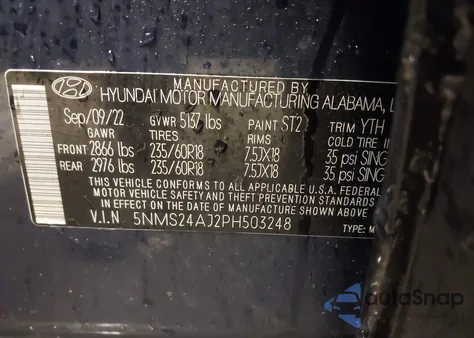 MANUFACTURED BY
HYUNDAI MOTOR MANUFACTURING ALABAMA, L
Sep/09/22 GVWR 5137 lbs PAINT ST2 TRIM YTH
GAWR TIRES RIMS COLD TIRE IN
FRONT 2866 lbs 235/60R18 7.5JX18 35 psi SING
REAR 2976 lbs 235/60R18 7.5JX18 35 psi SING
THIS VEHICLE CONFORMS TO ALL APPLICABLE U.S.A. FEDERAL
MOTOR VEHICLE SAFETY AND THEFT PREVENTION STANDARDS
IN EFFECT ON THE DATE OF MANUFACTURE SHOWN ABOVE
V.I.N 5NMS24AJ2PH503248 TYPE: M
autoSnap